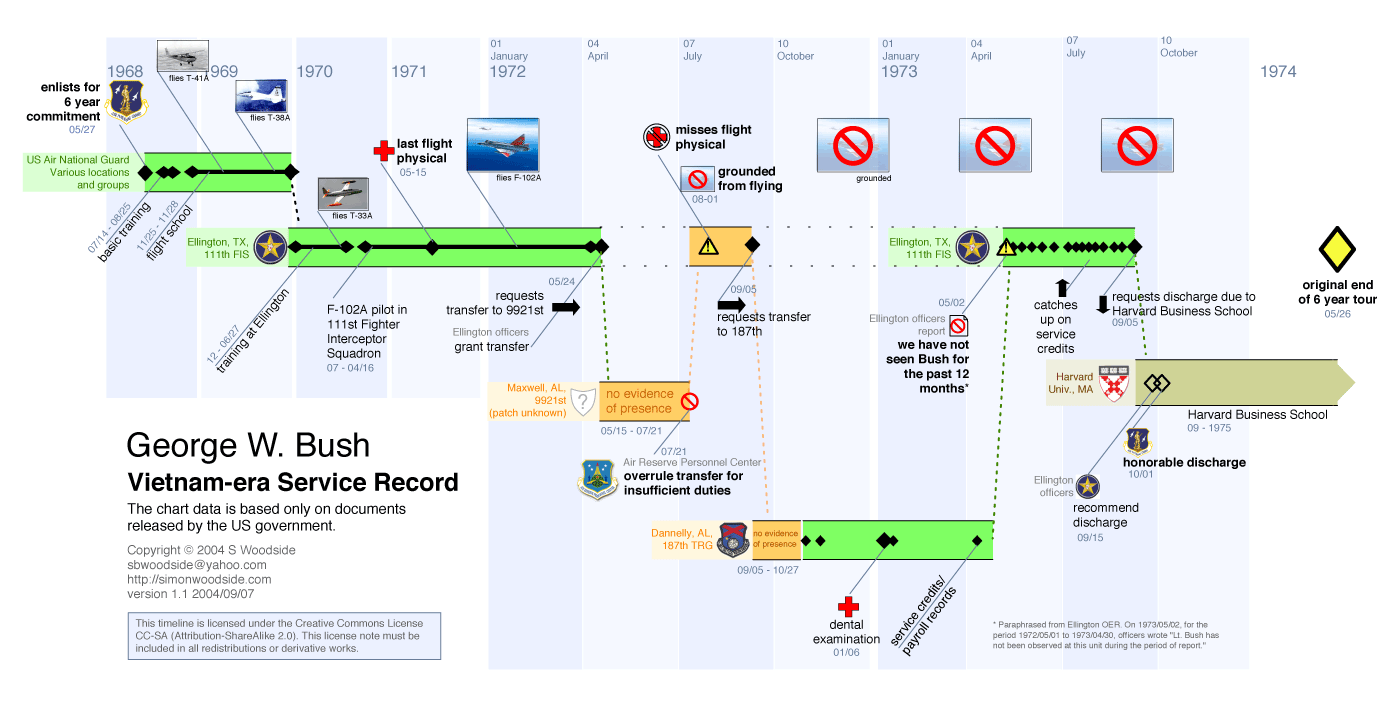 01
January
1972
04
April
07
July
10
October
01
January
1973
04
April
07
July
10
October
1974
1968
1969
1970
1971
flies T-41A
flies T-38A
enlists for
6 year
commitment
05/27
US Air National Guard
Various locations
and groups
07/14 - 08/25
basic training
11/25 - 11/28
flight school
last flight
physical
05-15
flies F-102A
flies T-33A
misses flight
physical
grounded
from flying
08-01
grounded
Ellington, TX,
111th FIS
12 - 06/27
training at Ellington
F-102A pilot in
111st Fighter
Interceptor
Squadron
07 - 04/16
05/24
requests
transfer to 9921st
Ellington officers
grant transfer
09/05
requests transfer
to 187th
Ellington, TX,
111th FIS
05/02
Ellington officers
report
we have not
seen Bush for
the past 12
months*
catches
up on
service
credits
requests discharge due to
Harvard Business School
09/05
original end
of 6 year tour
05/26
Maxwell, AL,
9921st
(patch unknown)
?
no evidence
of presence
05/15 - 07/21
07/21
Air Reserve Personnel Center
overrule transfer for
insufficient duties
Harvard
Univ., MA
Harvard Business School
09 - 1975
honorable discharge
10/01
Ellington
officers
recommend
discharge
09/15
Dannelly, AL,
187th TRG
no evidence
of presence
09/05 - 10/27
dental
examination
01/06
service credits/
payroll records
George W. Bush
Vietnam-era Service Record
The chart data is based only on documents
released by the US government.
Copyright © 2004 S Woodside
sbwoodside@yahoo.com
http://simonwoodside.com
version 1.1 2004/09/07
This timeline is licensed under the Creative Commons License
CC-SA (Attribution-ShareAlike 2.0). This license note must be
included in all redistributions or derivative works.
* Paraphrased from Ellington OER. On 1973/05/02, for the
period 1972/05/01 to 1973/04/30, officers wrote "Lt. Bush has
not been observed at this unit during the period of report."